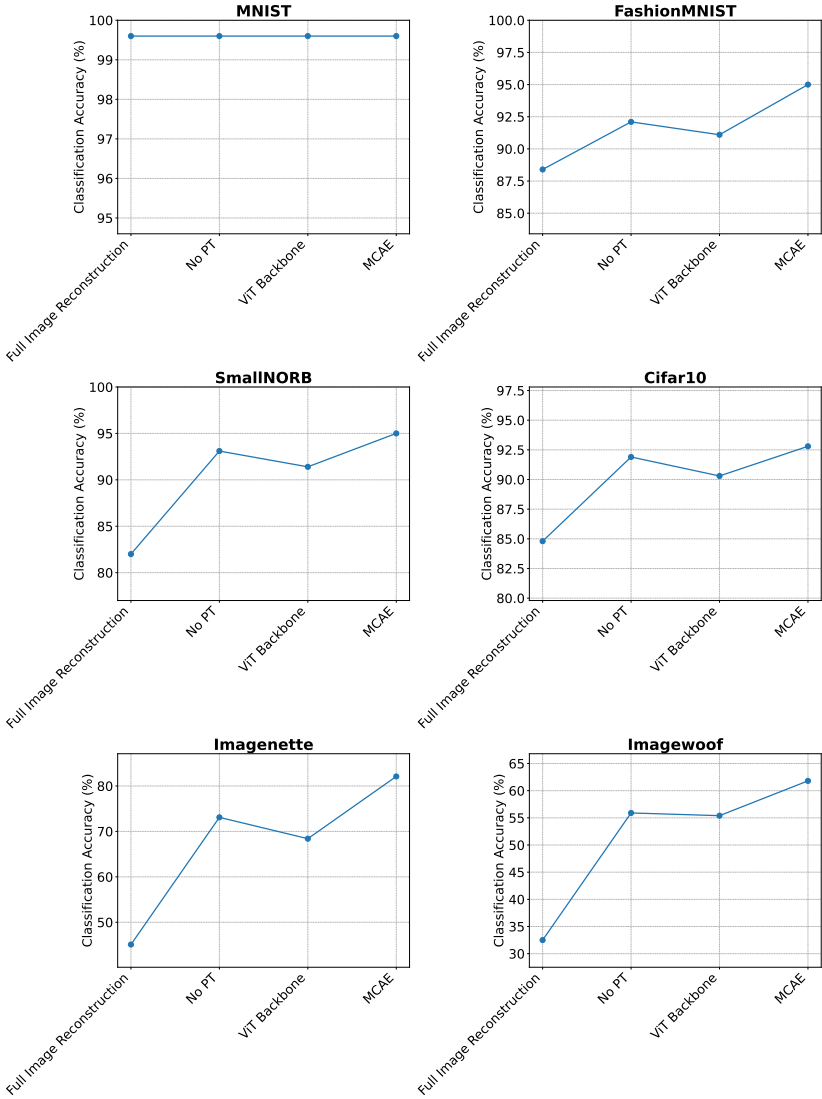 MNIST
Classification Accuracy (%)
100
99
98
97
96
95
Full Image Reconstruction
No PT
ViT Backbone
MCAE
FashionMNIST
Classification Accuracy (%)
100.0
97.5
95.0
92.5
90.0
87.5
85.0
Full Image Reconstruction
No PT
ViT Backbone
MCAE
SmallNORB
Classification Accuracy (%)
100
95
90
85
80
Full Image Reconstruction
No PT
ViT Backbone
MCAE
Cifar10
Classification Accuracy (%)
97.5
95.0
92.5
90.0
87.5
85.0
82.5
80.0
Full Image Reconstruction
No PT
ViT Backbone
MCAE
Imagenette
Classification Accuracy (%)
80
70
60
50
Full Image Reconstruction
No PT
ViT Backbone
MCAE
Imagewoof
Classification Accuracy (%)
65
60
55
50
45
40
35
30
Full Image Reconstruction
No PT
ViT Backbone
MCAE